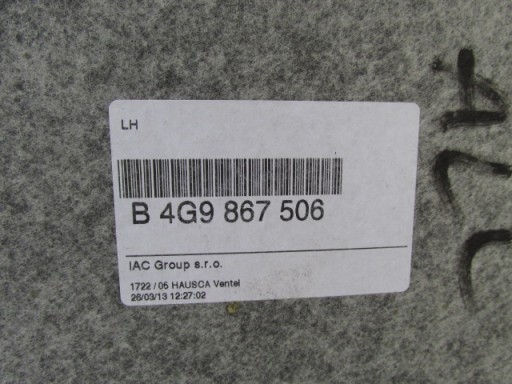 LH
B 4G9 867 506
IAC Group s.r.o.
1722 / 05 HAUSCA Ventel
26/03/13 12:27:02